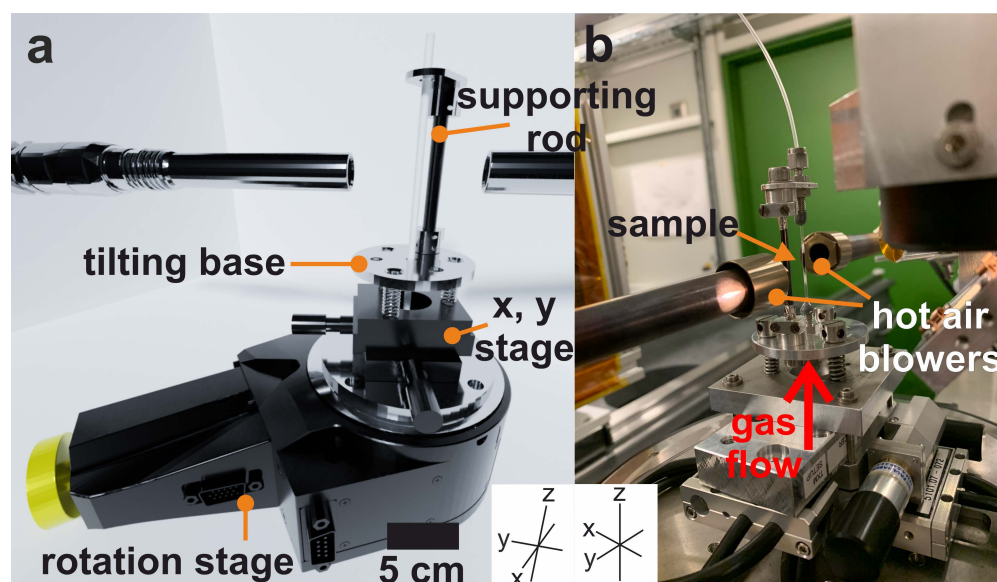 a
supporting
rod
tilting base
x, y
stage
rotation stage
5 cm
z
y
x
b
sample
hot air
blowers
gas
flow
z
x
y